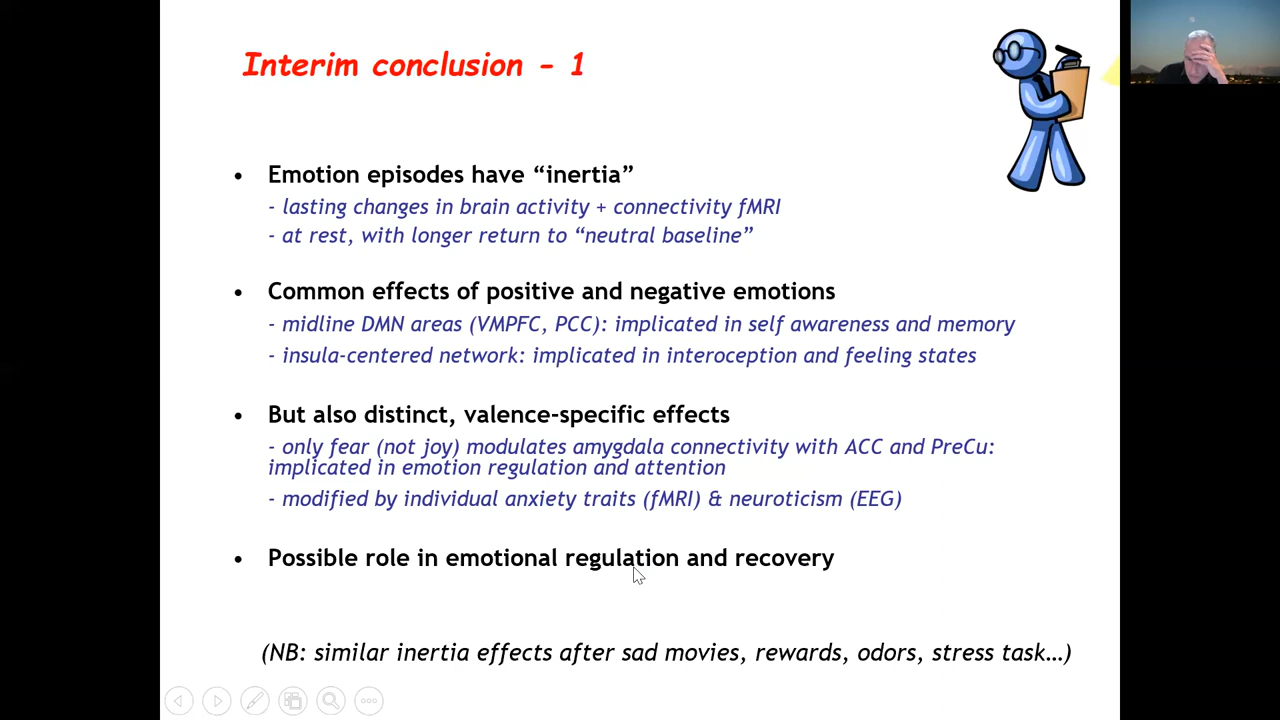 Interim conclusion - 1
• Emotion episodes have “inertia”
- lasting changes in brain activity + connectivity fMRI
- at rest, with longer return to “neutral baseline”
• Common effects of positive and negative emotions
- midline DMN areas (VMPFC, PCC): implicated in self awareness and memory
- insula-centered network: implicated in interoception and feeling states
• But also distinct, valence-specific effects
- only fear (not joy) modulates amygdala connectivity with ACC and PreCu:
implicated in emotion regulation and attention
- modified by individual anxiety traits (fMRI) & neuroticism (EEG)
• Possible role in emotional regulation and recovery
(NB: similar inertia effects after sad movies, rewards, odors, stress task…)